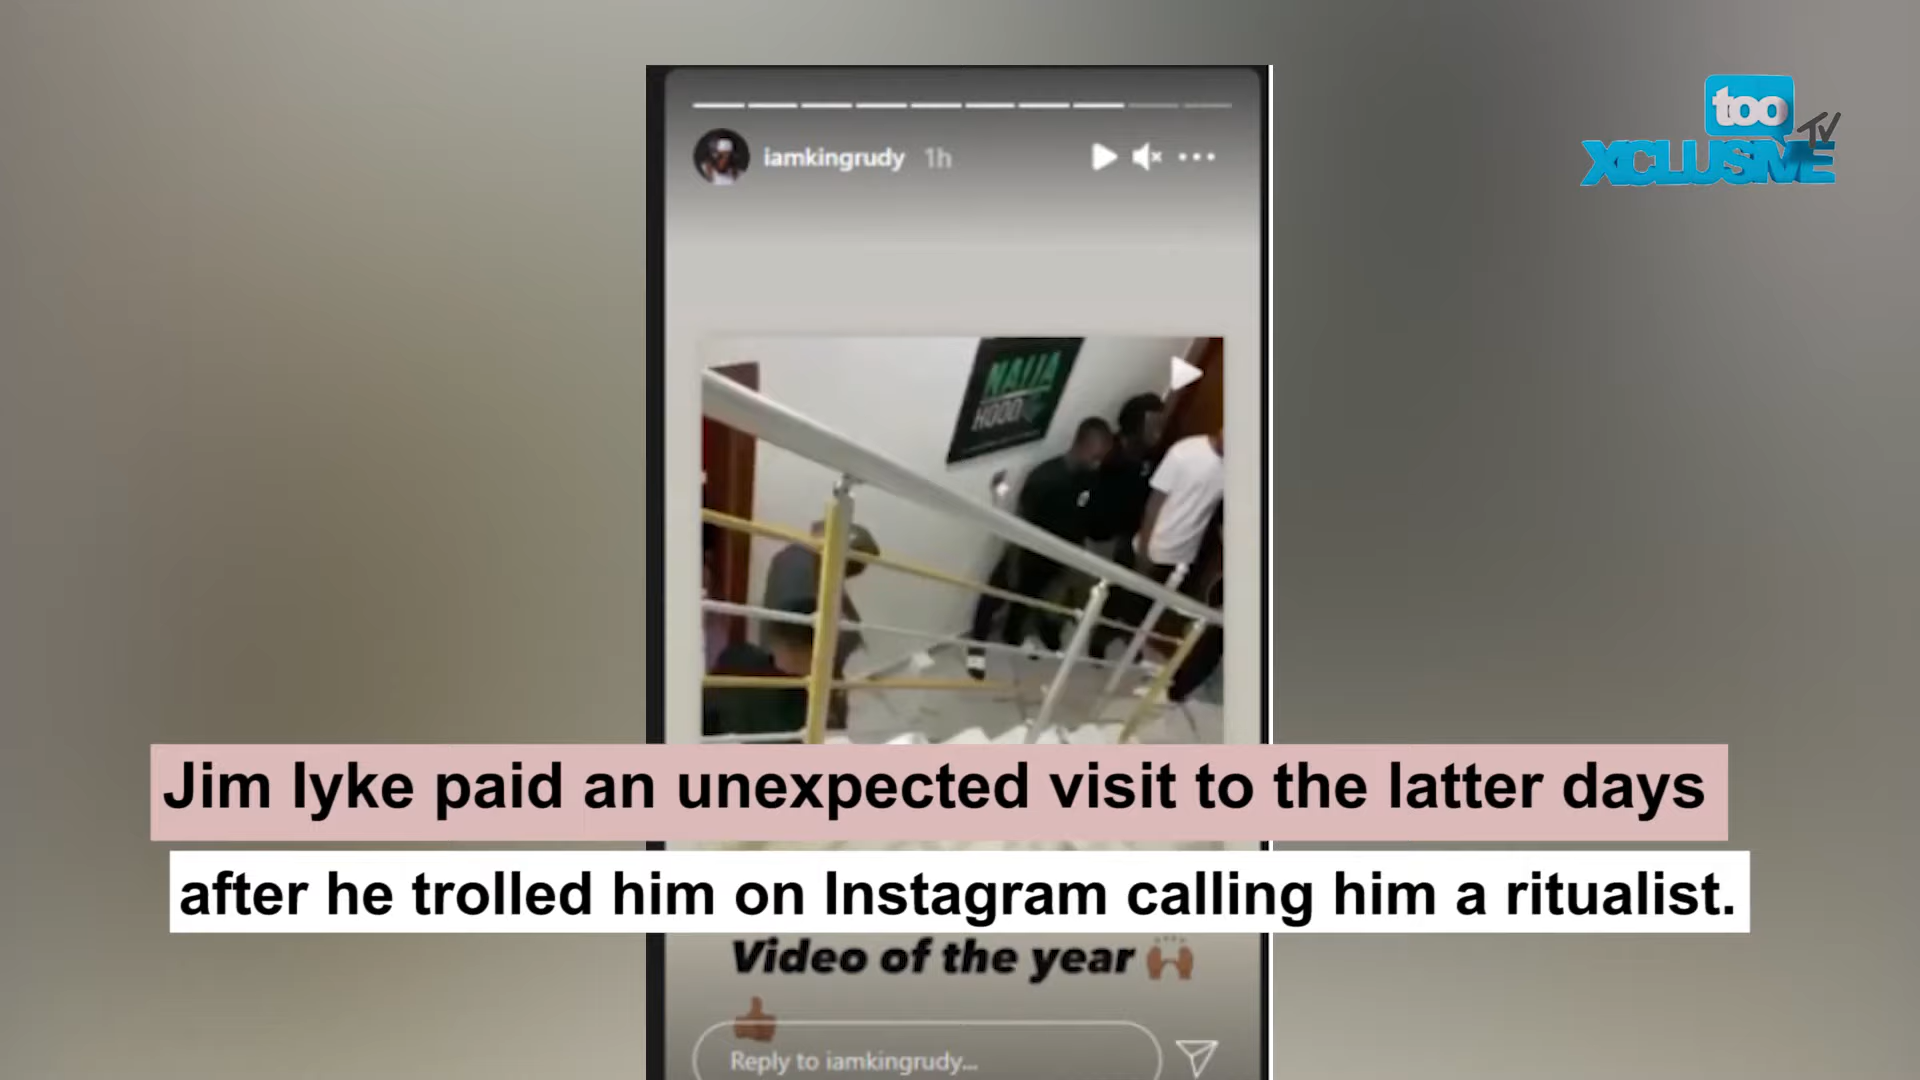 too
XCLUSIVE TV
iamkingrudy 1h
NAIJA
HOOD
Jim Iyke paid an unexpected visit to the latter days
after he trolled him on Instagram calling him a ritualist.
Video of the year
Reply to iamkingrudy...